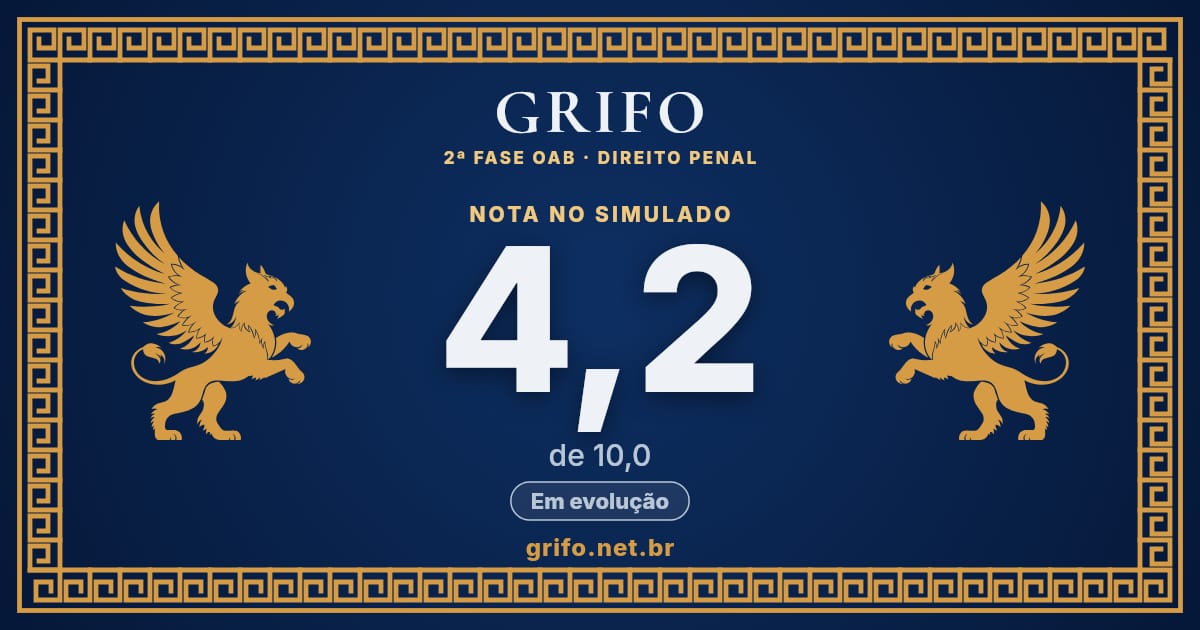 GRIFO
2ª FASE OAB · DIREITO PENAL
NOTA NO SIMULADO
4,2
de 10,0
Em evolução
grifo.net.br